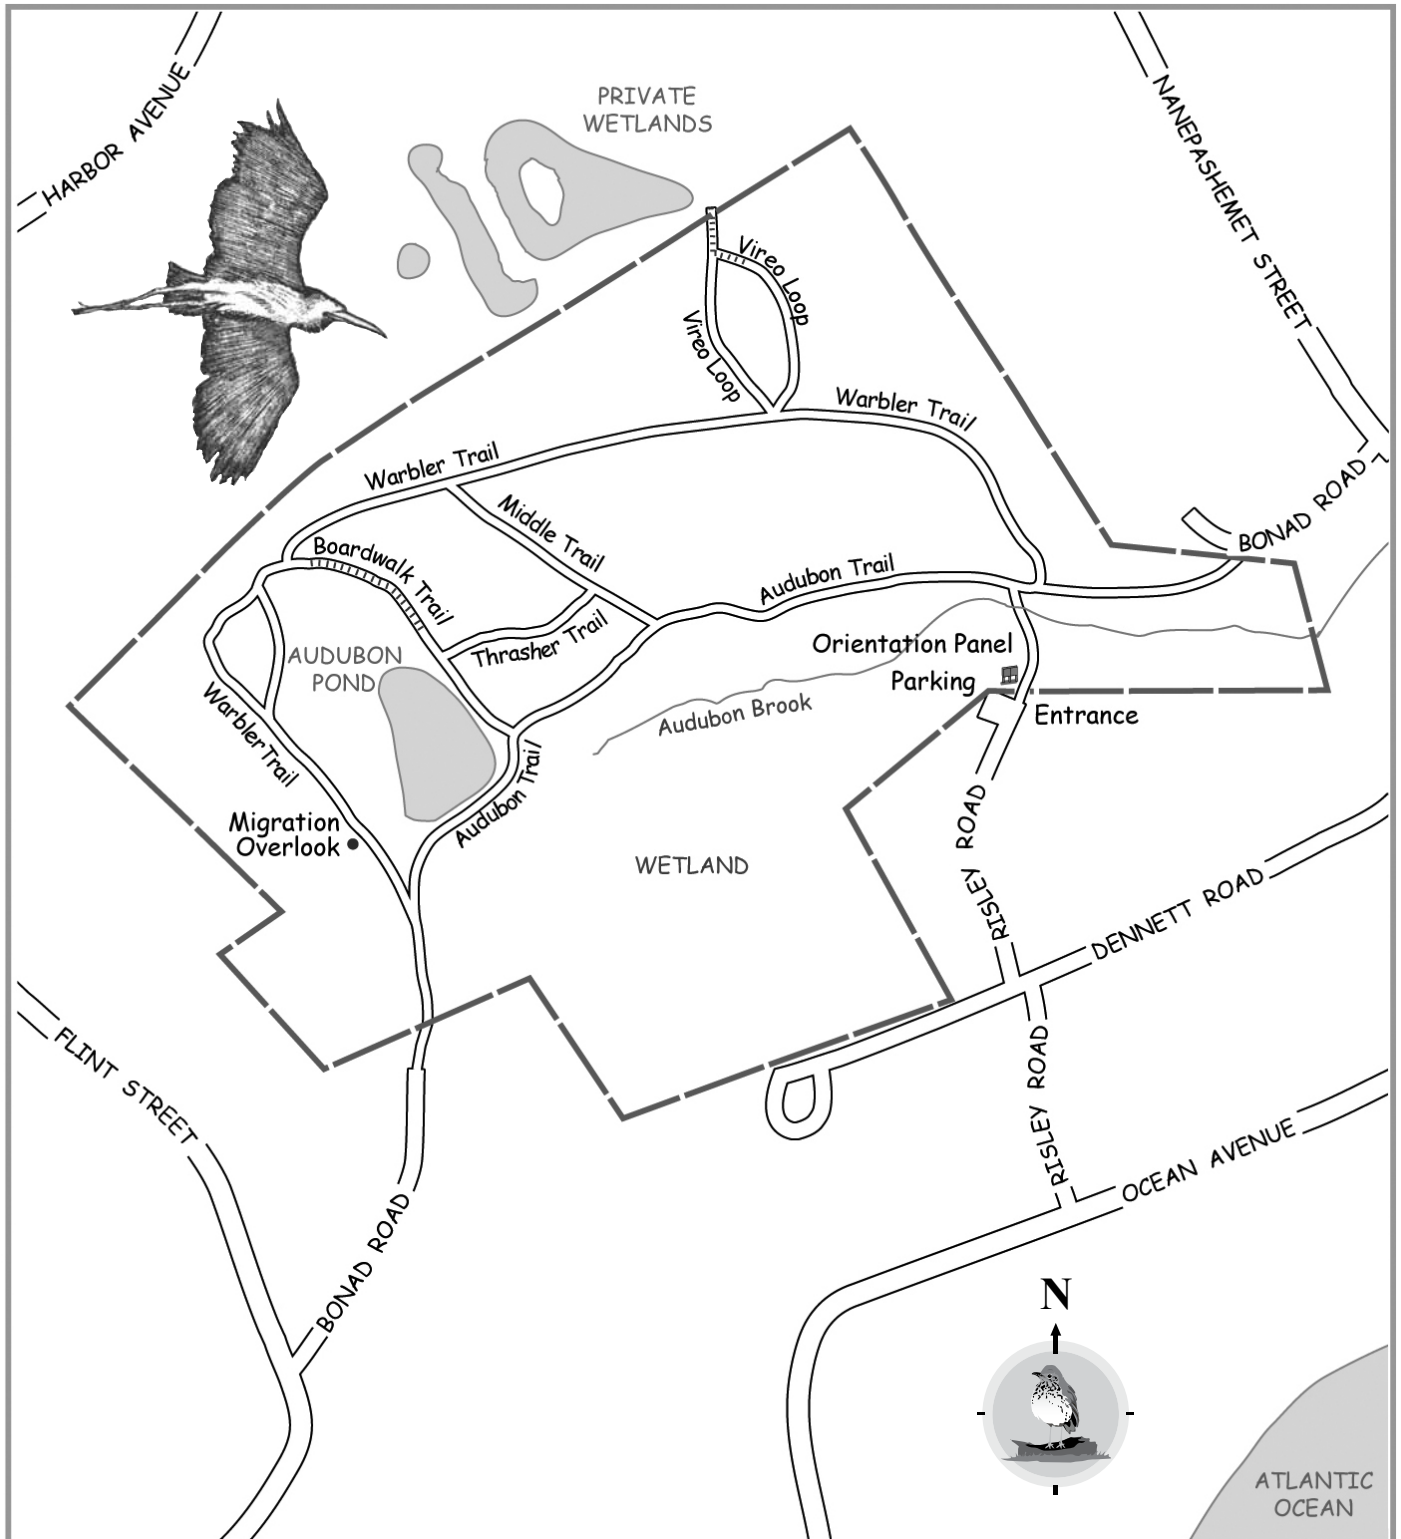 PRIVATE
WETLANDS
HARBOR AVENUE
NANEPASHEMET STREET
Vireo Loop
Vireo Loop
Warbler Trail
Warbler Trail
BONAD ROAD
Middle Trail
Boardwalk Trail
Audubon Trail
Thrasher Trail
Orientation Panel
Parking
AUDUBON
POND
Audubon Brook
Entrance
Warbler Trail
Audubon Trail
Migration
Overlook
WETLAND
RISLEY ROAD
DENNETT ROAD
FLINT STREET
RISLEY ROAD
OCEAN AVENUE
BONAD ROAD
N
ATLANTIC
OCEAN